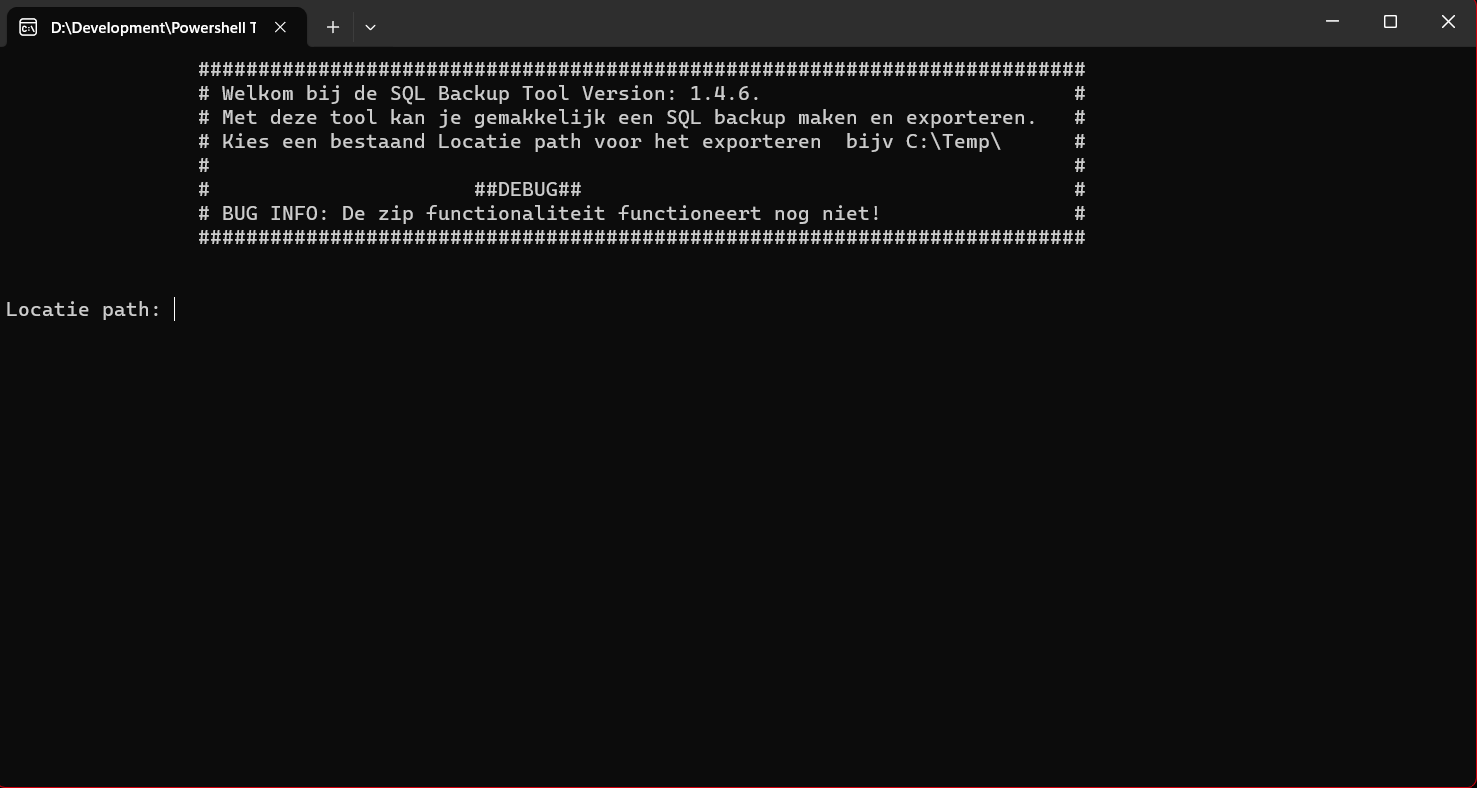 D:\Development\Powershell T
##########################################################################
# Welkom bij de SQL Backup Tool Version: 1.4.6.                          #
# Met deze tool kan je gemakkelijk een SQL backup maken en exporteren.   #
# Kies een bestaand Locatie path voor het exporteren  bijv C:\Temp\      #
#                                                                        #
#                      ##DEBUG##                                         #
# BUG INFO: De zip functionaliteit functioneert nog niet!                #
##########################################################################
Locatie path: